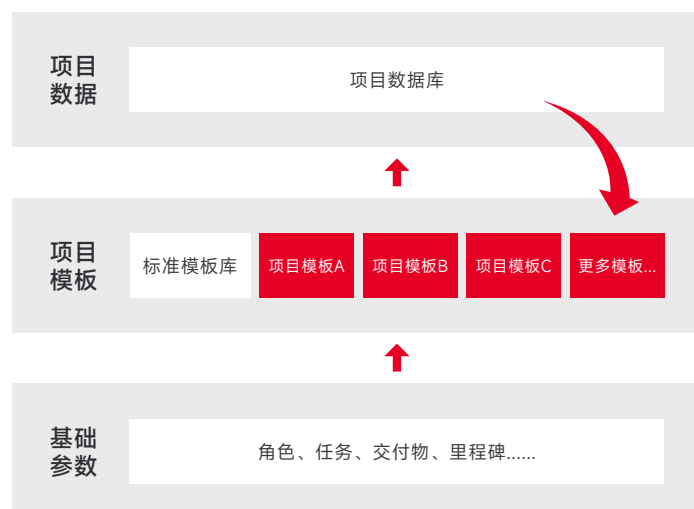 项目
数据
项目数据库
项目
模板
标准模板库
项目模板A
项目模板B
项目模板C
更多模板...
基础
参数
角色、任务、交付物、里程碑......